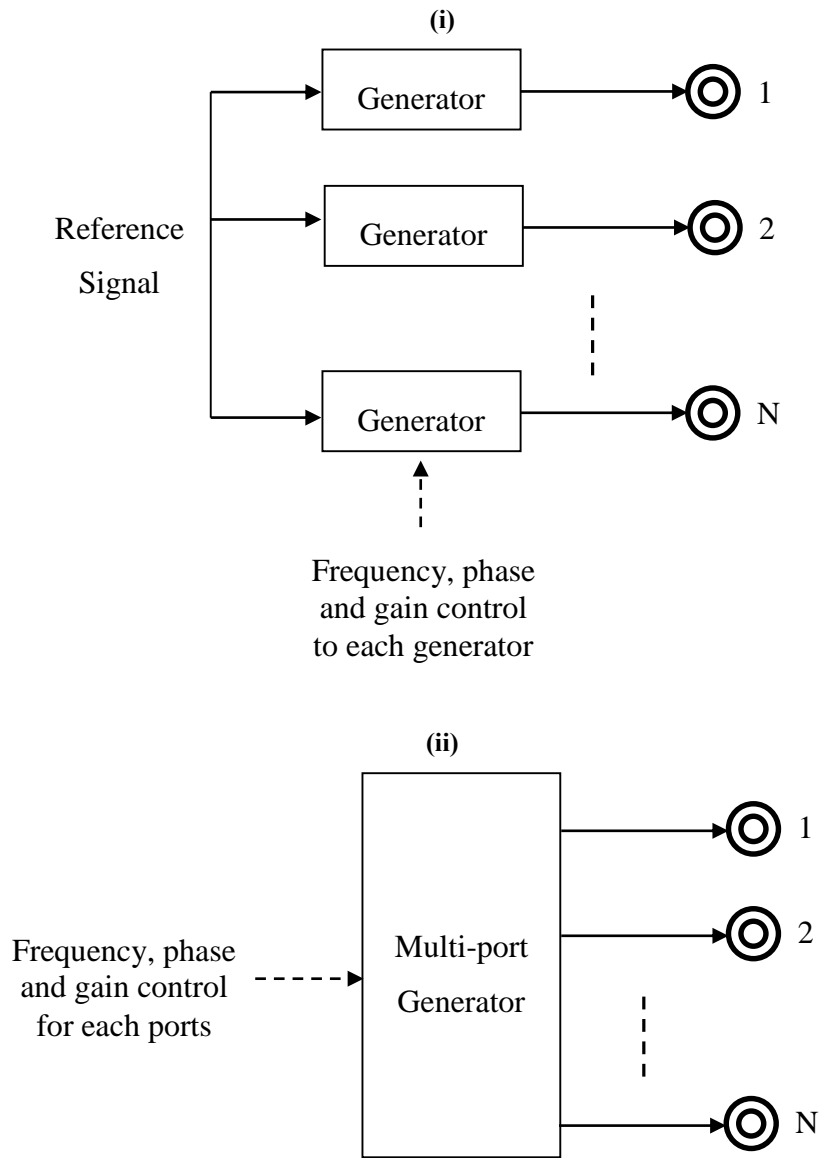 (i)
Generator
1
Reference
Signal
Generator
2
Generator
N
Frequency, phase
and gain control
to each generator
(ii)
1
Frequency, phase
and gain control
for each ports
Multi-port
Generator
2
N